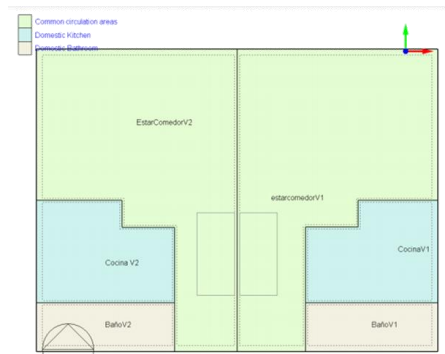 Common circulation areas
Domestic Kitchen
Domestic Bathroom
EstarComedorV2
estarcomedorV1
CocinaV1
Cocina V2
BañoV2
BañoV1